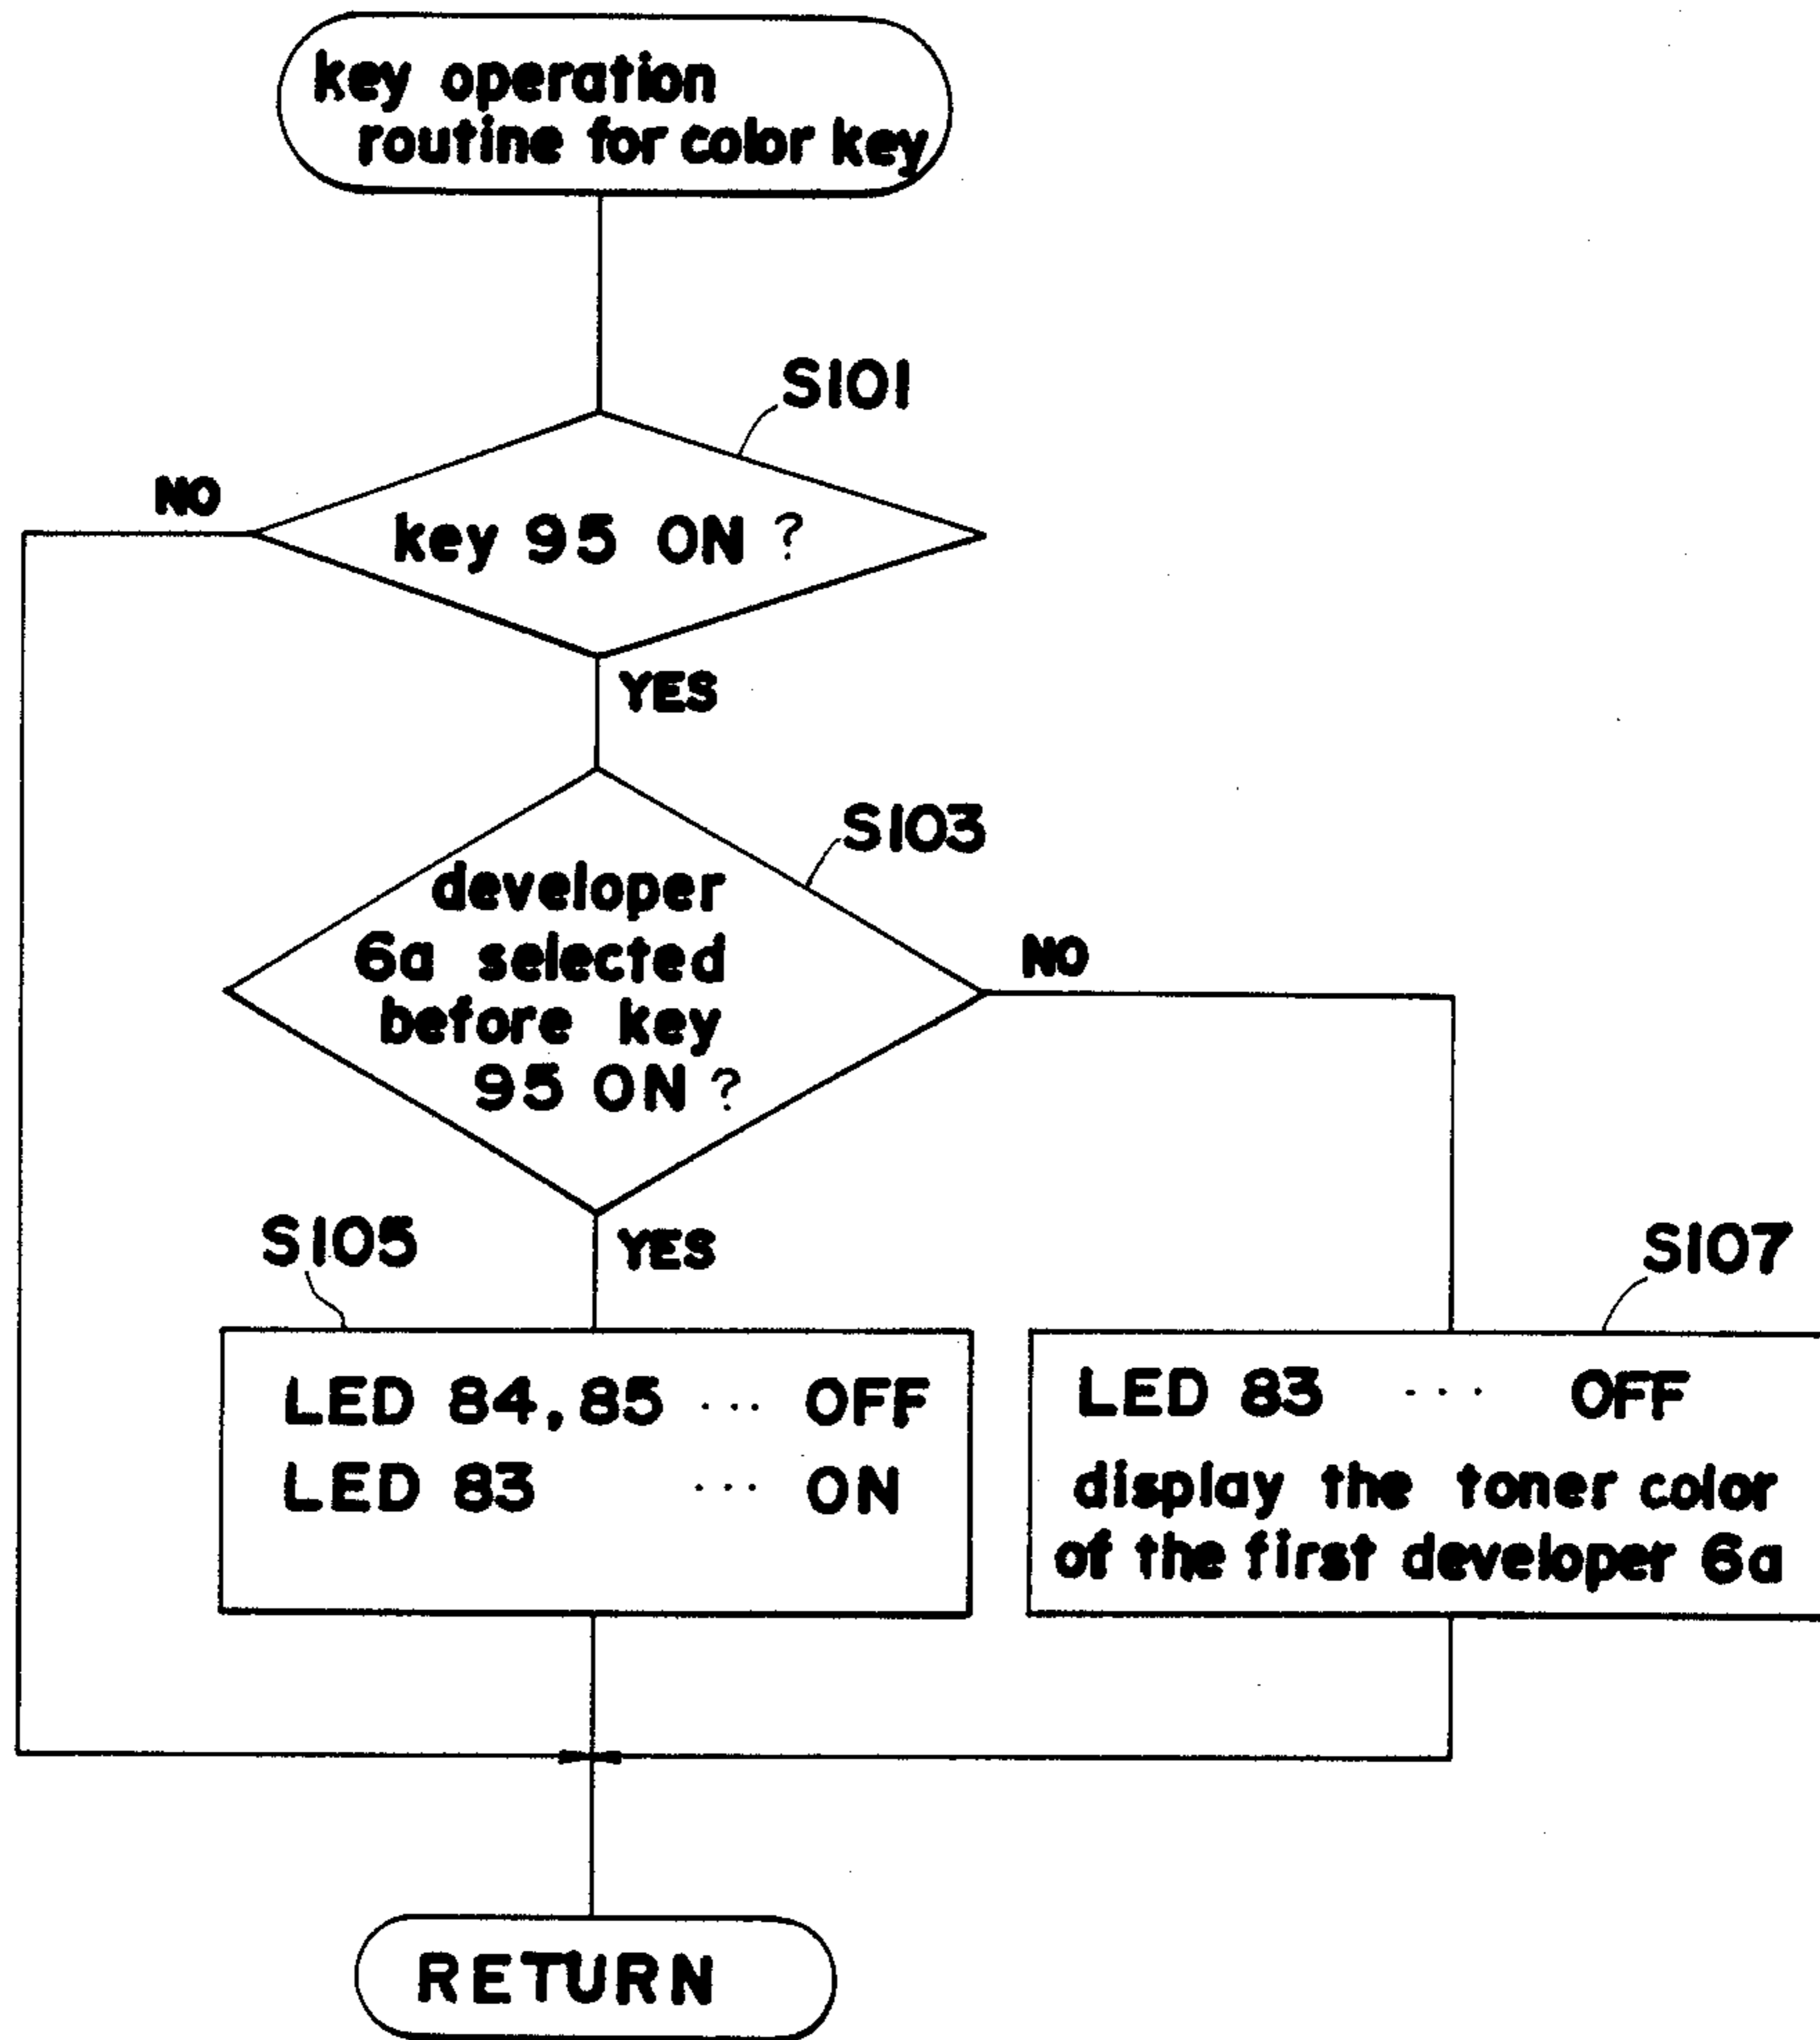 key operation
routine for color key
S101
NO
key 95 ON ?
YES
S103
developer
6a selected
before key
95 ON ?
NO
YES
S105
LED 84, 85 ... OFF
LED 83 ... ON
S107
LED 83 ... OFF
display the toner color
of the first developer 6a
RETURN